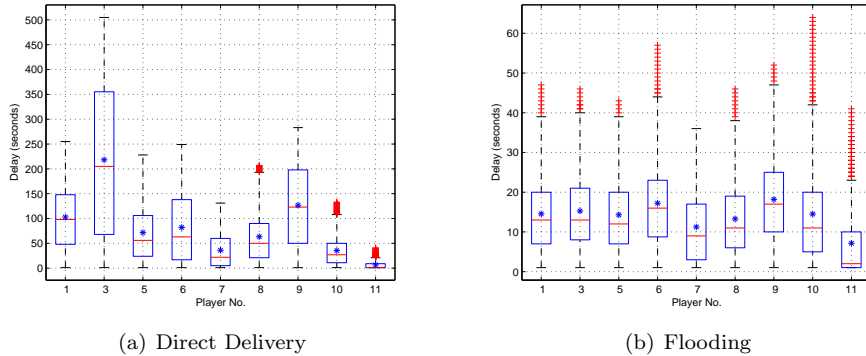 500
450
400
350
300
250
200
150
100
50
0
Delay (seconds)
1 3 5 6 7 8 9 10 11
Player No.
(a) Direct Delivery
60
50
40
30
20
10
0
Delay (seconds)
1 3 5 6 7 8 9 10 11
Player No.
(b) Flooding